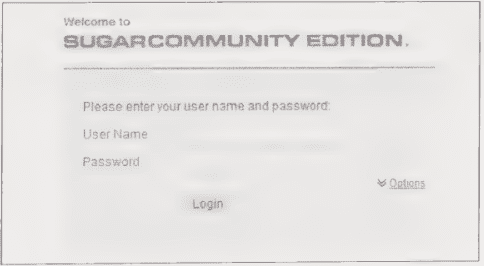 Welcome to
SUGARCOMMUNITY EDITION.
Please enter your user name and password:
User Name
Password
Options
Login